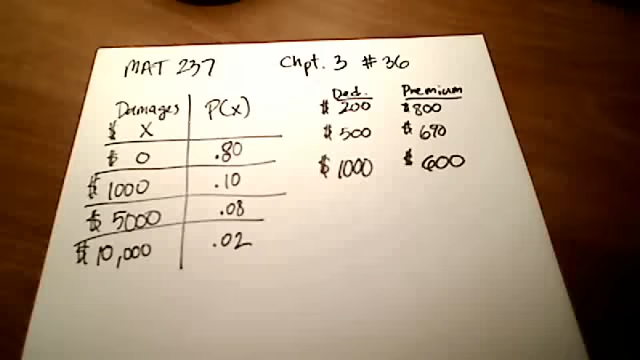 MAT 237 Chpt. 3 #36
Damages P(x)
$ X
$ 0 .80
$ 1000 .10
$ 5000 .08
$ 10,000 .02
Ded. Premium
$ 200 $ 800
$ 500 $ 690
$ 1000 $ 600